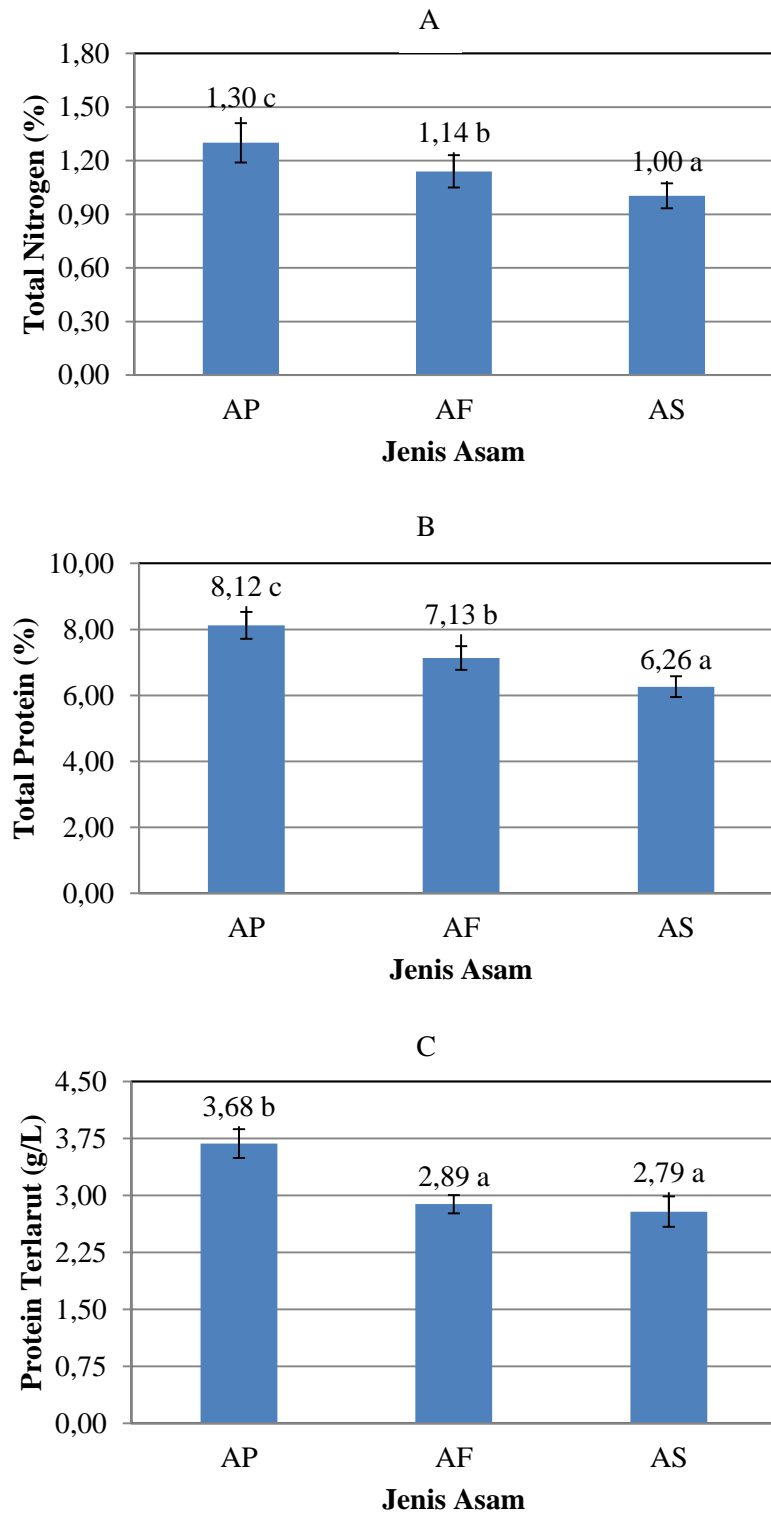 A
Total Nitrogen (%)
1,80
1,50
1,20
0,90
0,60
0,30
0,00
1,30 c
1,14 b
1,00 a
AP AF AS
Jenis Asam
B
Total Protein (%)
10,00
8,00
6,00
4,00
2,00
0,00
8,12 c
7,13 b
6,26 a
AP AF AS
Jenis Asam
C
Protein Terlarut (g/L)
4,50
3,75
3,00
2,25
1,50
0,75
0,00
3,68 b
2,89 a
2,79 a
AP AF AS
Jenis Asam